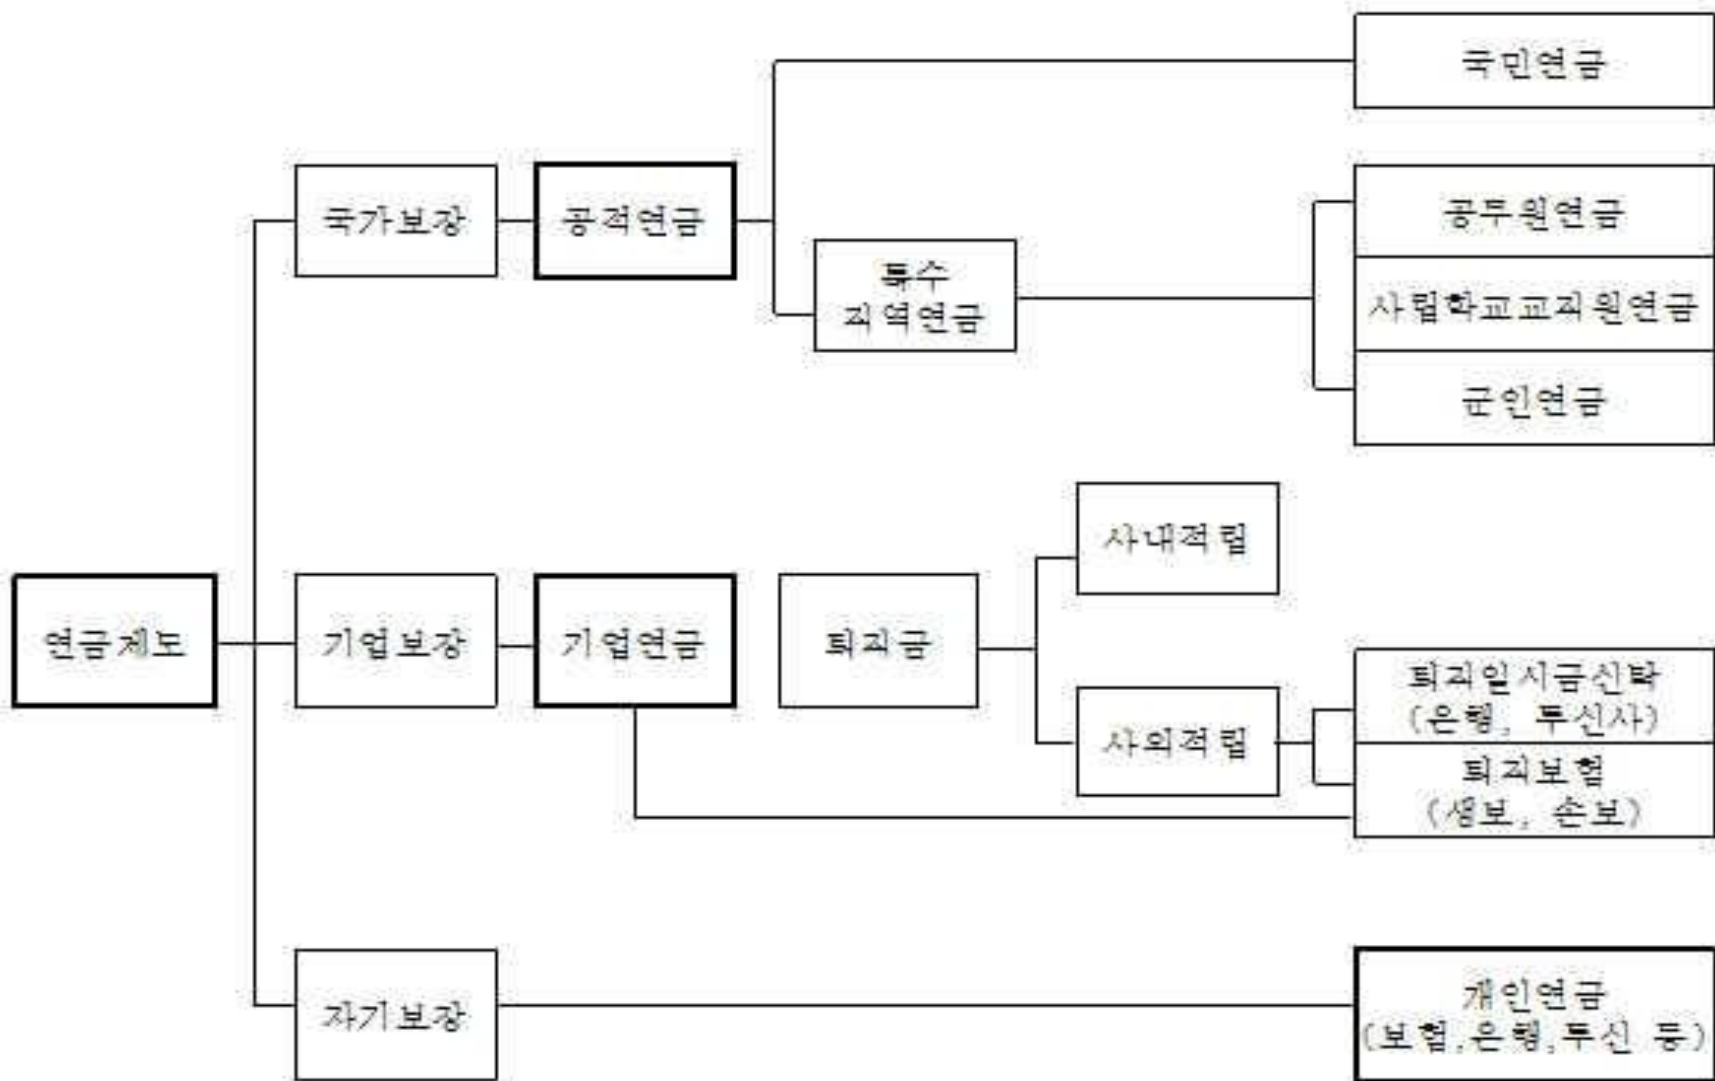 국민연금
국가보장
공적연금
특수
직역연금
공무원연금
사립학교교직원연금
군인연금
사내적립
연금제도
기업보장
기업연금
퇴직금
사외적립
퇴직일시금신탁
(은행, 투신사)
퇴직보험
(생보, 손보)
자기보장
개인연금
(보험,은행,투신 등)